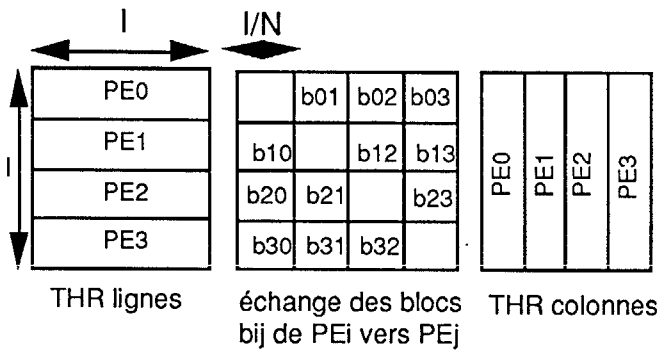 I I/N
I
PE0
PE1
PE2
PE3
b01 b02 b03
b10 b12 b13
b20 b21 b23
b30 b31 b32
PE0 PE1 PE2 PE3
THR lignes
échange des blocs
bij de PEi vers PEj
THR colonnes